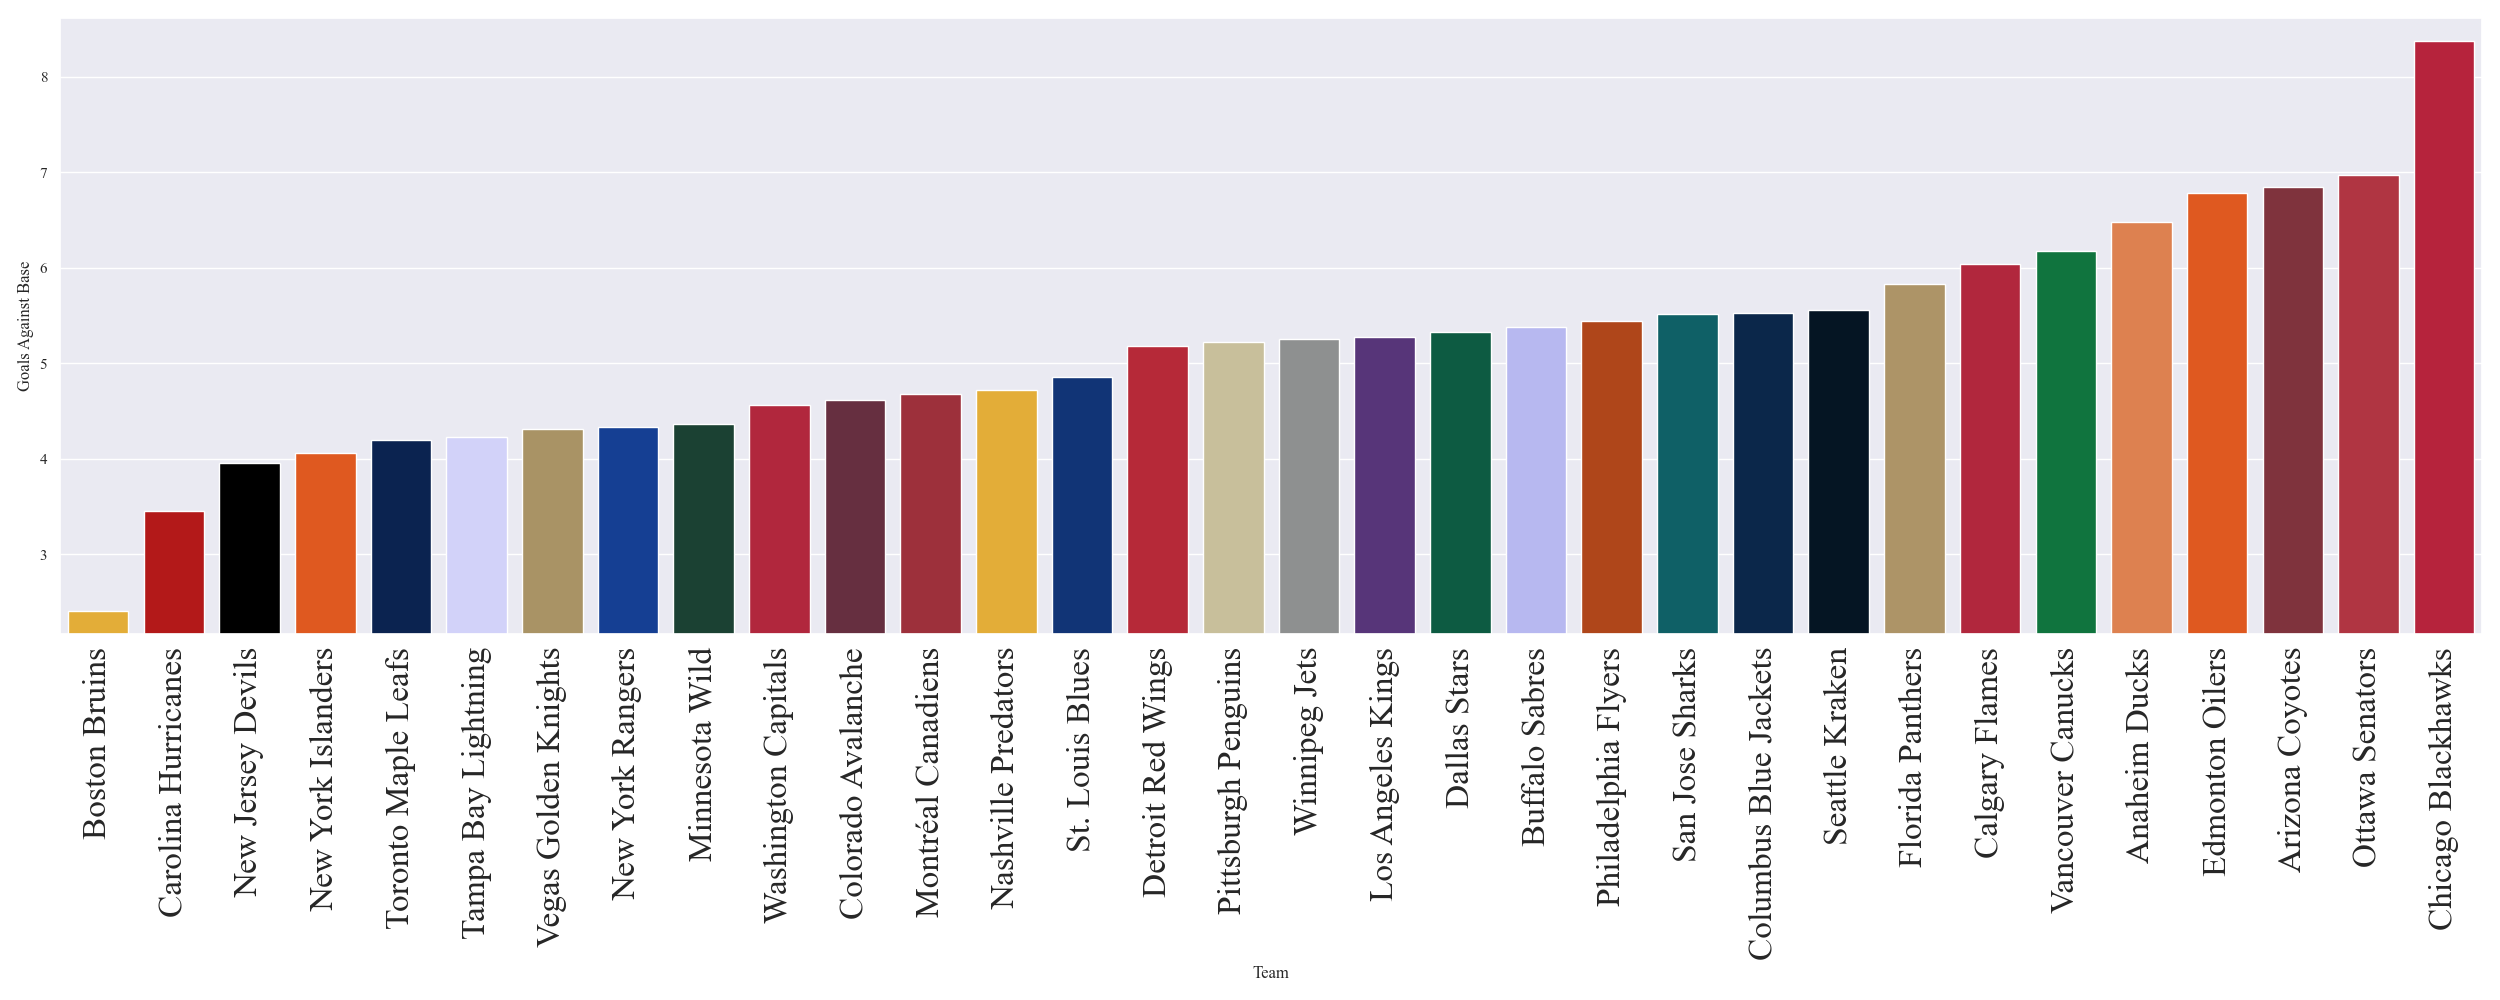 8
7
6
5
4
3
Goals Against Base
Boston Bruins
Carolina Hurricanes
New Jersey Devils
New York Islanders
Toronto Maple Leafs
Tampa Bay Lightning
Vegas Golden Knights
New York Rangers
Minnesota Wild
Washington Capitals
Colorado Avalanche
Montréal Canadiens
Nashville Predators
St. Louis Blues
Detroit Red Wings
Pittsburgh Penguins
Winnipeg Jets
Los Angeles Kings
Dallas Stars
Buffalo Sabres
Philadelphia Flyers
San Jose Sharks
Columbus Blue Jackets
Seattle Kraken
Florida Panthers
Calgary Flames
Vancouver Canucks
Anaheim Ducks
Edmonton Oilers
Arizona Coyotes
Ottawa Senators
Chicago Blackhawks
Team